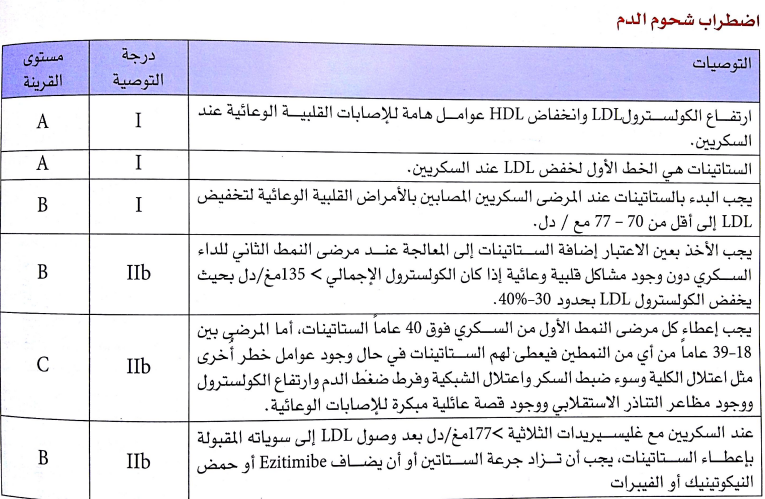 اضطراب شحوم الدم
التوصيات
درجة
التوصية
مستوى
القرينة
ارتفاع الكولسترولLDL وانخفاض HDL عوامل هامة للإصابات القلبية الوعائية عند
السكريين.
I
A
الستاتينات هي الخط الأول لخفض LDL عند السكريين.
I
A
يجب البدء بالستاتينات عند المرضى السكريين المصابين بالأمراض القلبية الوعائية لتخفيض
LDL إلى أقل من 70 – 77 مع / دل.
I
B
يجب الأخذ بعين الاعتبار إضافة الستاتينات إلى المعالجة عند مرضى النمط الثاني للداء
السكري دون وجود مشاكل قلبية وعائية إذا كان الكولسترول الإجمالي > 135مغ/دل بحيث
يخفض الكولسترول LDL بحدود 30-40%.
IIb
B
يجب إعطاء كل مرضى النمط الأول من السكري فوق 40 عاماً الستاتينات، أما المرضى بين
18-39 عاماً من أي من النمطين فيعطى لهم الستاتينات في حال وجود عوامل خطر أخرى
مثل اعتلال الكلية وسوء ضبط السكر واعتلال الشبكية وفرط ضغط الدم وارتفاع الكولسترول
ووجود مظاهر التناذر الاستقلابي ووجود قصة عائلية مبكرة للإصابات الوعائية.
IIb
C
عند السكريين مع غليسيريدات الثلاثية >177مغ/دل بعد وصول LDL إلى سوياته المقبولة
بإعطاء الستاتينات، يجب أن تزاد جرعة الستاتين أو أن يضاف Ezitimibe أو حمض
النيكوتينيك أو الفيبرات
IIb
B